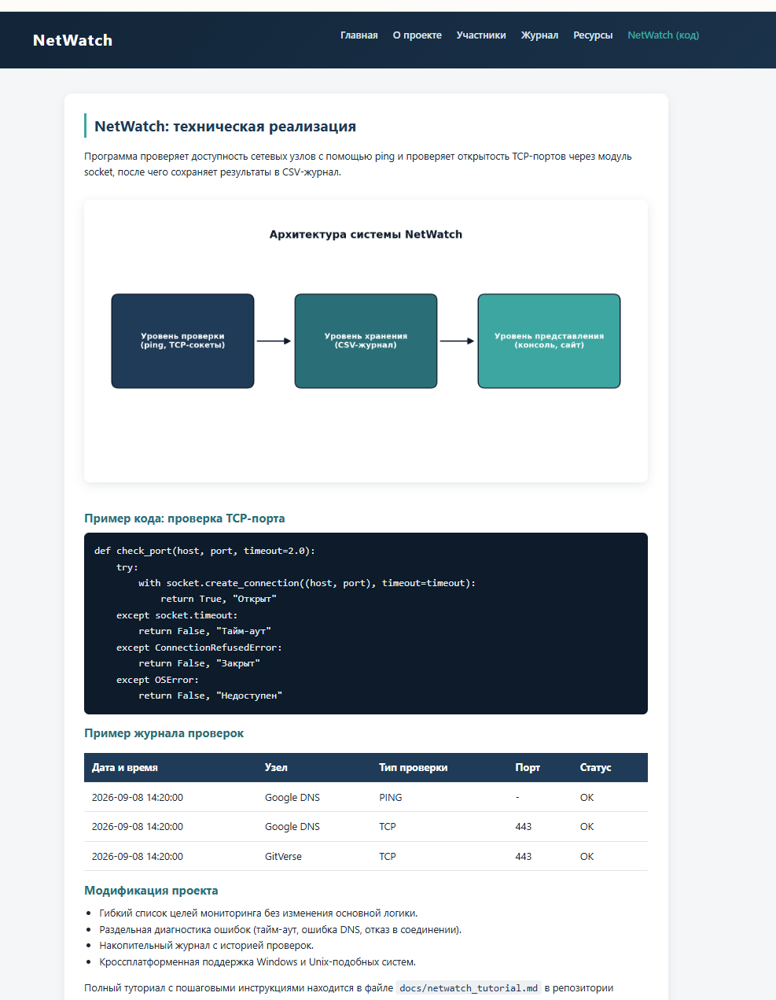 NetWatch
Главная О проекте Участники Журнал Ресурсы NetWatch (код)
NetWatch: техническая реализация
Программа проверяет доступность сетевых узлов с помощью ping и проверяет открытость TCP-портов через модуль
socket, после чего сохраняет результаты в CSV-журнал.
Архитектура системы NetWatch
Уровень проверки
(ping, TCP-сокеты)
Уровень хранения
(CSV-журнал)
Уровень представления
(консоль, сайт)
Пример кода: проверка TCP-порта
def check_port(host, port, timeout=2.0):
    try:
        with socket.create_connection((host, port), timeout=timeout):
            return True, "Открыт"
    except socket.timeout:
        return False, "Тайм-аут"
    except ConnectionRefusedError:
        return False, "Закрыт"
    except OSError:
        return False, "Недоступен"
Пример журнала проверок
Дата и время Узел Тип проверки Порт Статус
2026-09-08 14:20:00 Google DNS PING - OK
2026-09-08 14:20:00 Google DNS TCP 443 OK
2026-09-08 14:20:00 GitVerse TCP 443 OK
Модификация проекта
• Гибкий список целей мониторинга без изменения основной логики.
• Раздельная диагностика ошибок (тайм-аут, ошибка DNS, отказ в соединении).
• Накопительный журнал с историей проверок.
• Кроссплатформенная поддержка Windows и Unix-подобных систем.
Полный туториал с пошаговыми инструкциями находится в файле docs/netwatch_tutorial.md в репозитории